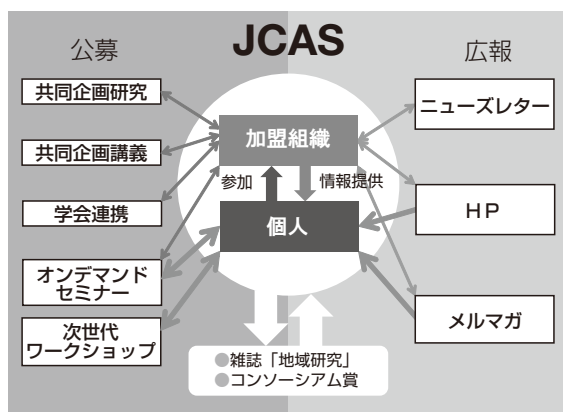 JCAS
公募
広報
共同企画研究
共同企画講義
学会連携
オンデマンド
セミナー
次世代
ワークショップ
加盟組織
参加
情報提供
個人
ニューズレター
HP
メルマガ
●雑誌「地域研究」
●コンソーシアム賞